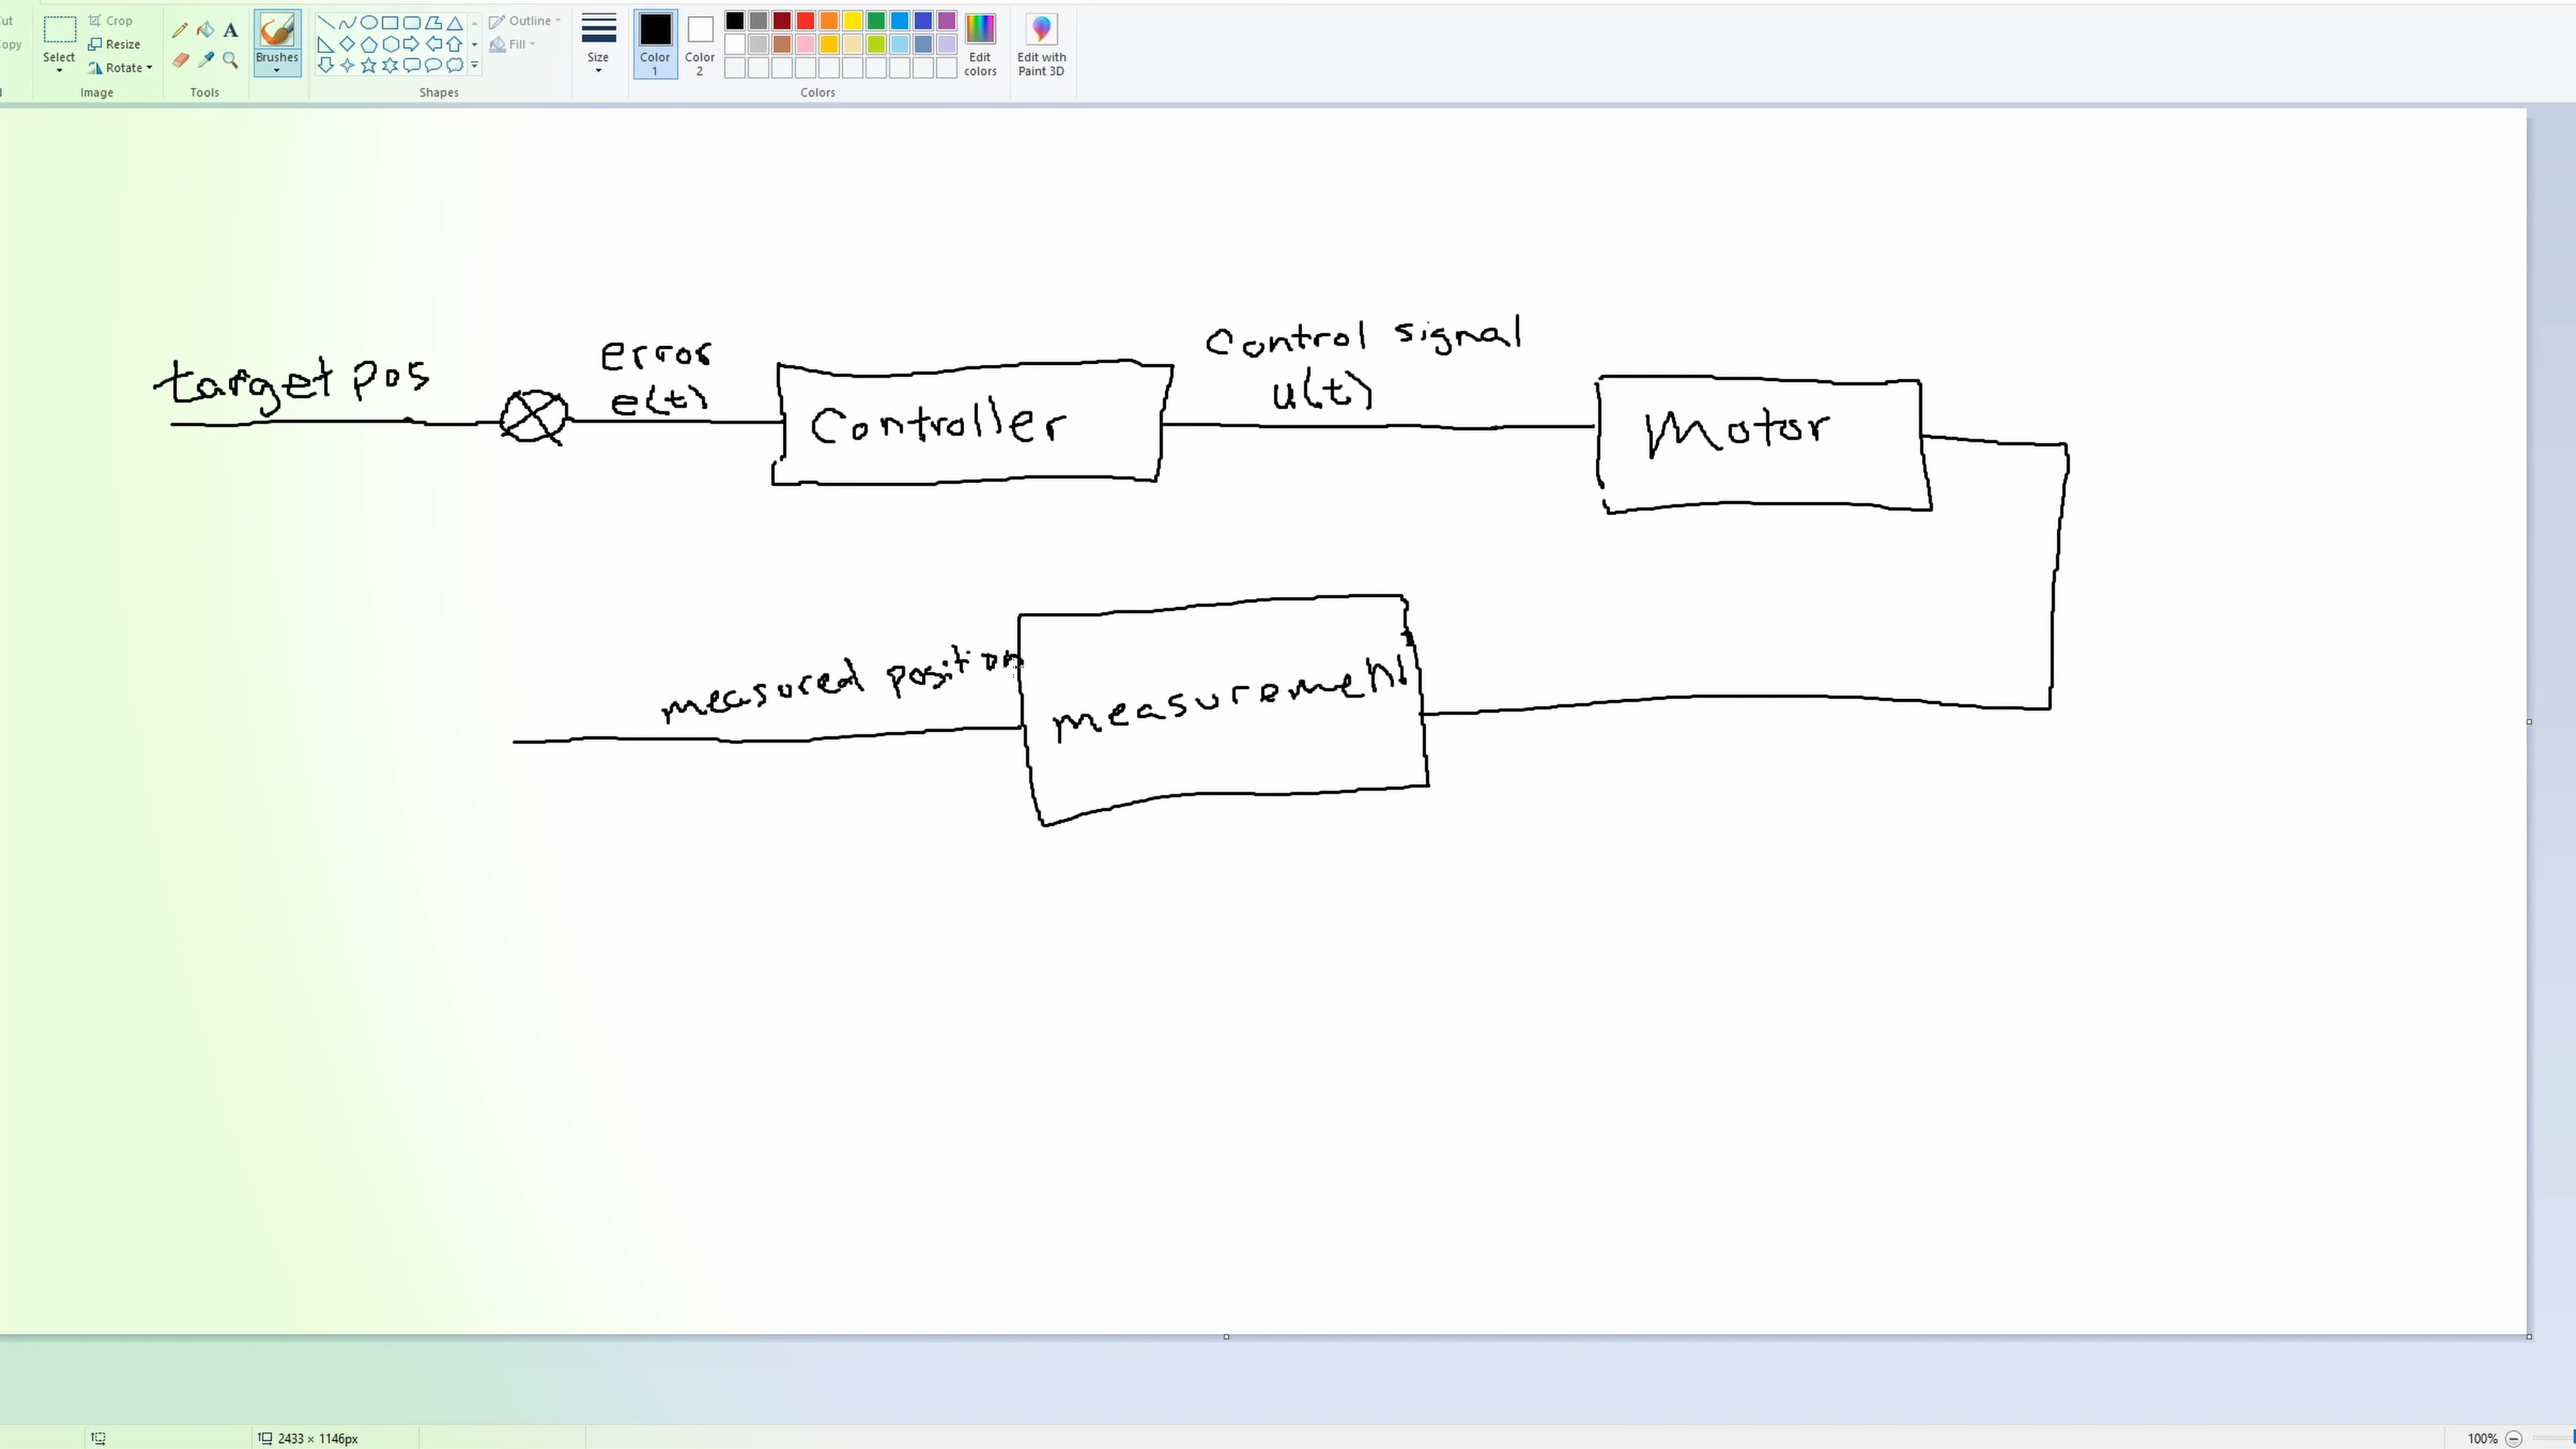 Cut
Copy
Select
Crop
Resize
Rotate
Image
A
Tools
Brushes
Outline
Fill
Shapes
Size
Color
1
Color
2
Edit
colors
Colors
Edit with
Paint 3D
target pos
error
e(t)
Controller
Control signal
u(t)
Motor
measured position
measurement
2433 × 1146px
100%